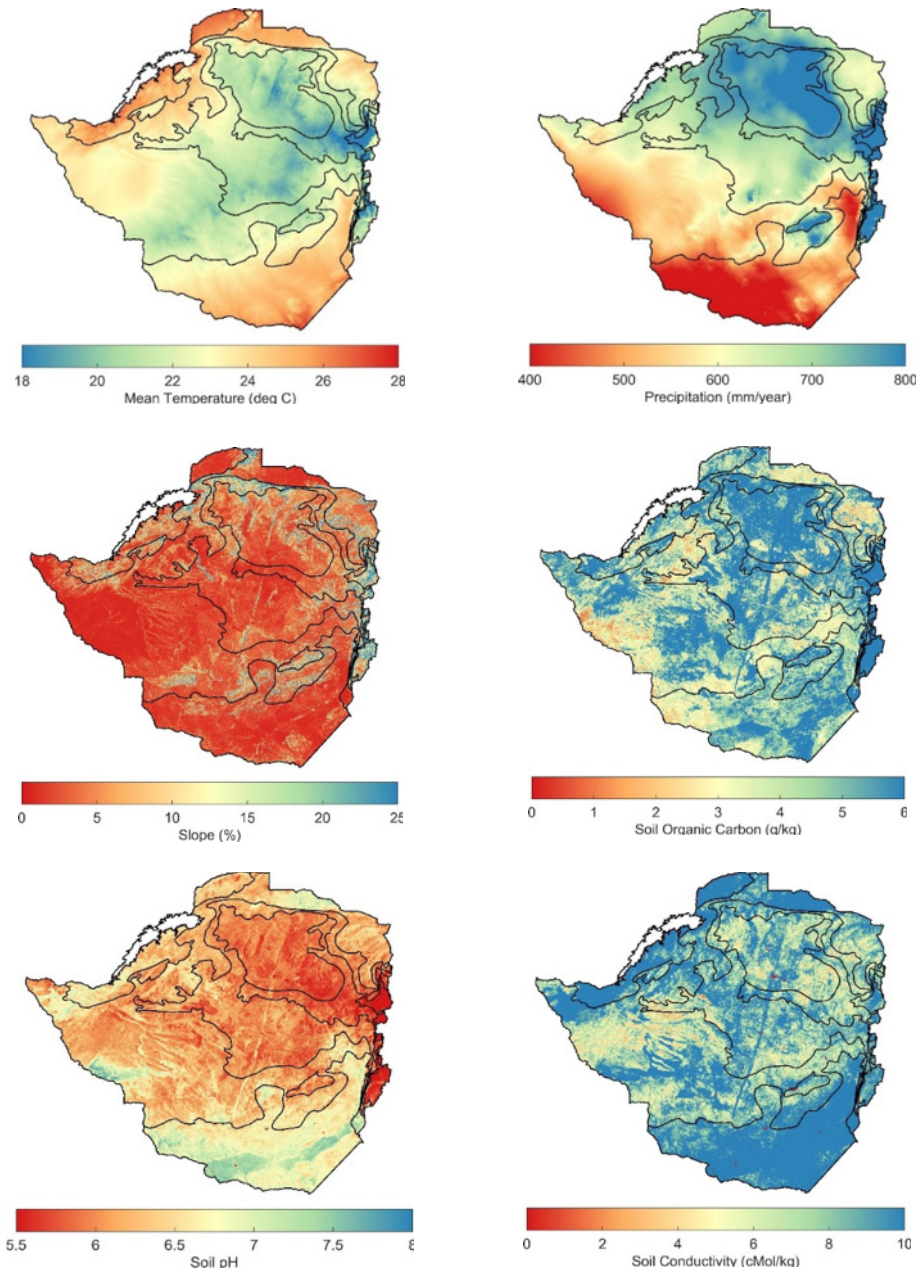 18 20 22 24 26 28
Mean Temperature (deg C)
400 500 600 700 800
Precipitation (mm/year)
0 5 10 15 20 25
Slope (%)
0 1 2 3 4 5 6
Soil Organic Carbon (g/kg)
5.5 6 6.5 7 7.5 8
Soil pH
0 2 4 6 8 10
Soil Conductivity (cMol/kg)